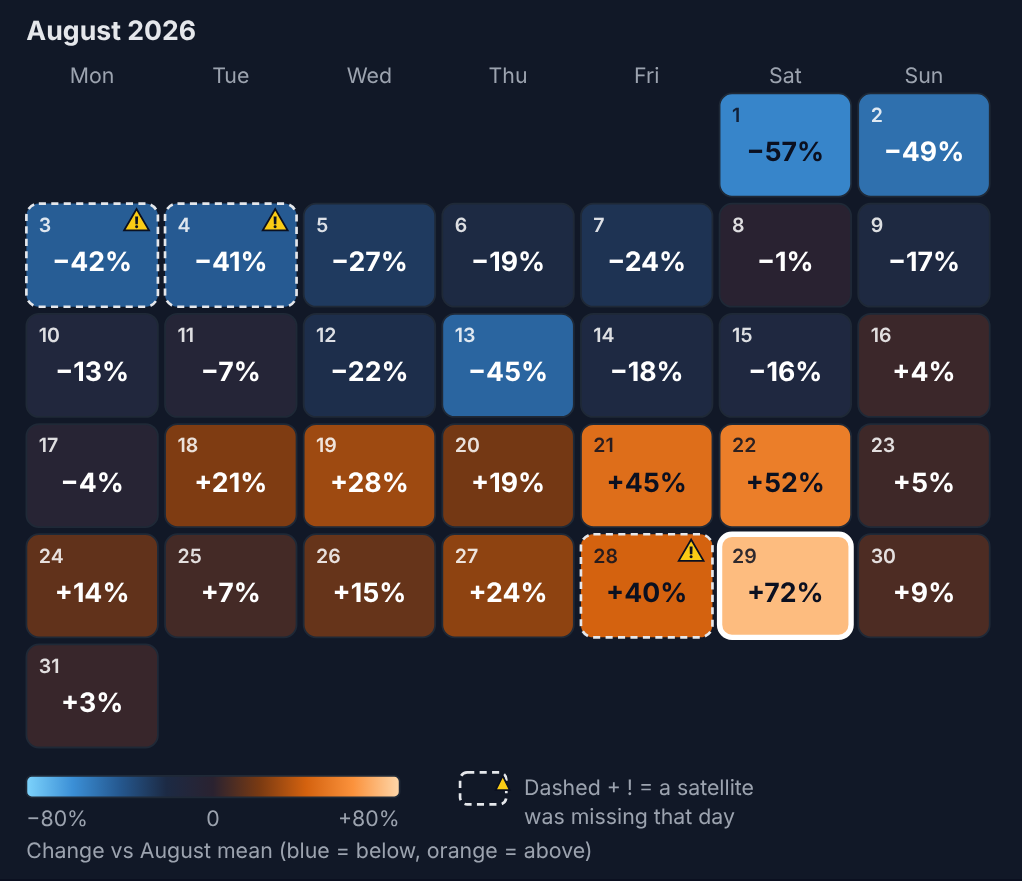 August 2026
Mon Tue Wed Thu Fri Sat Sun
1 2
−57% −49%
3 ! 4 ! 5 6 7 8 9
−42% −41% −27% −19% −24% −1% −17%
10 11 12 13 14 15 16
−13% −7% −22% −45% −18% −16% +4%
17 18 19 20 21 22 23
−4% +21% +28% +19% +45% +52% +5%
24 25 26 27 28 ! 29 30
+14% +7% +15% +24% +40% +72% +9%
31
+3%
−80% 0 +80%
Dashed + ! = a satellite
was missing that day
Change vs August mean (blue = below, orange = above)